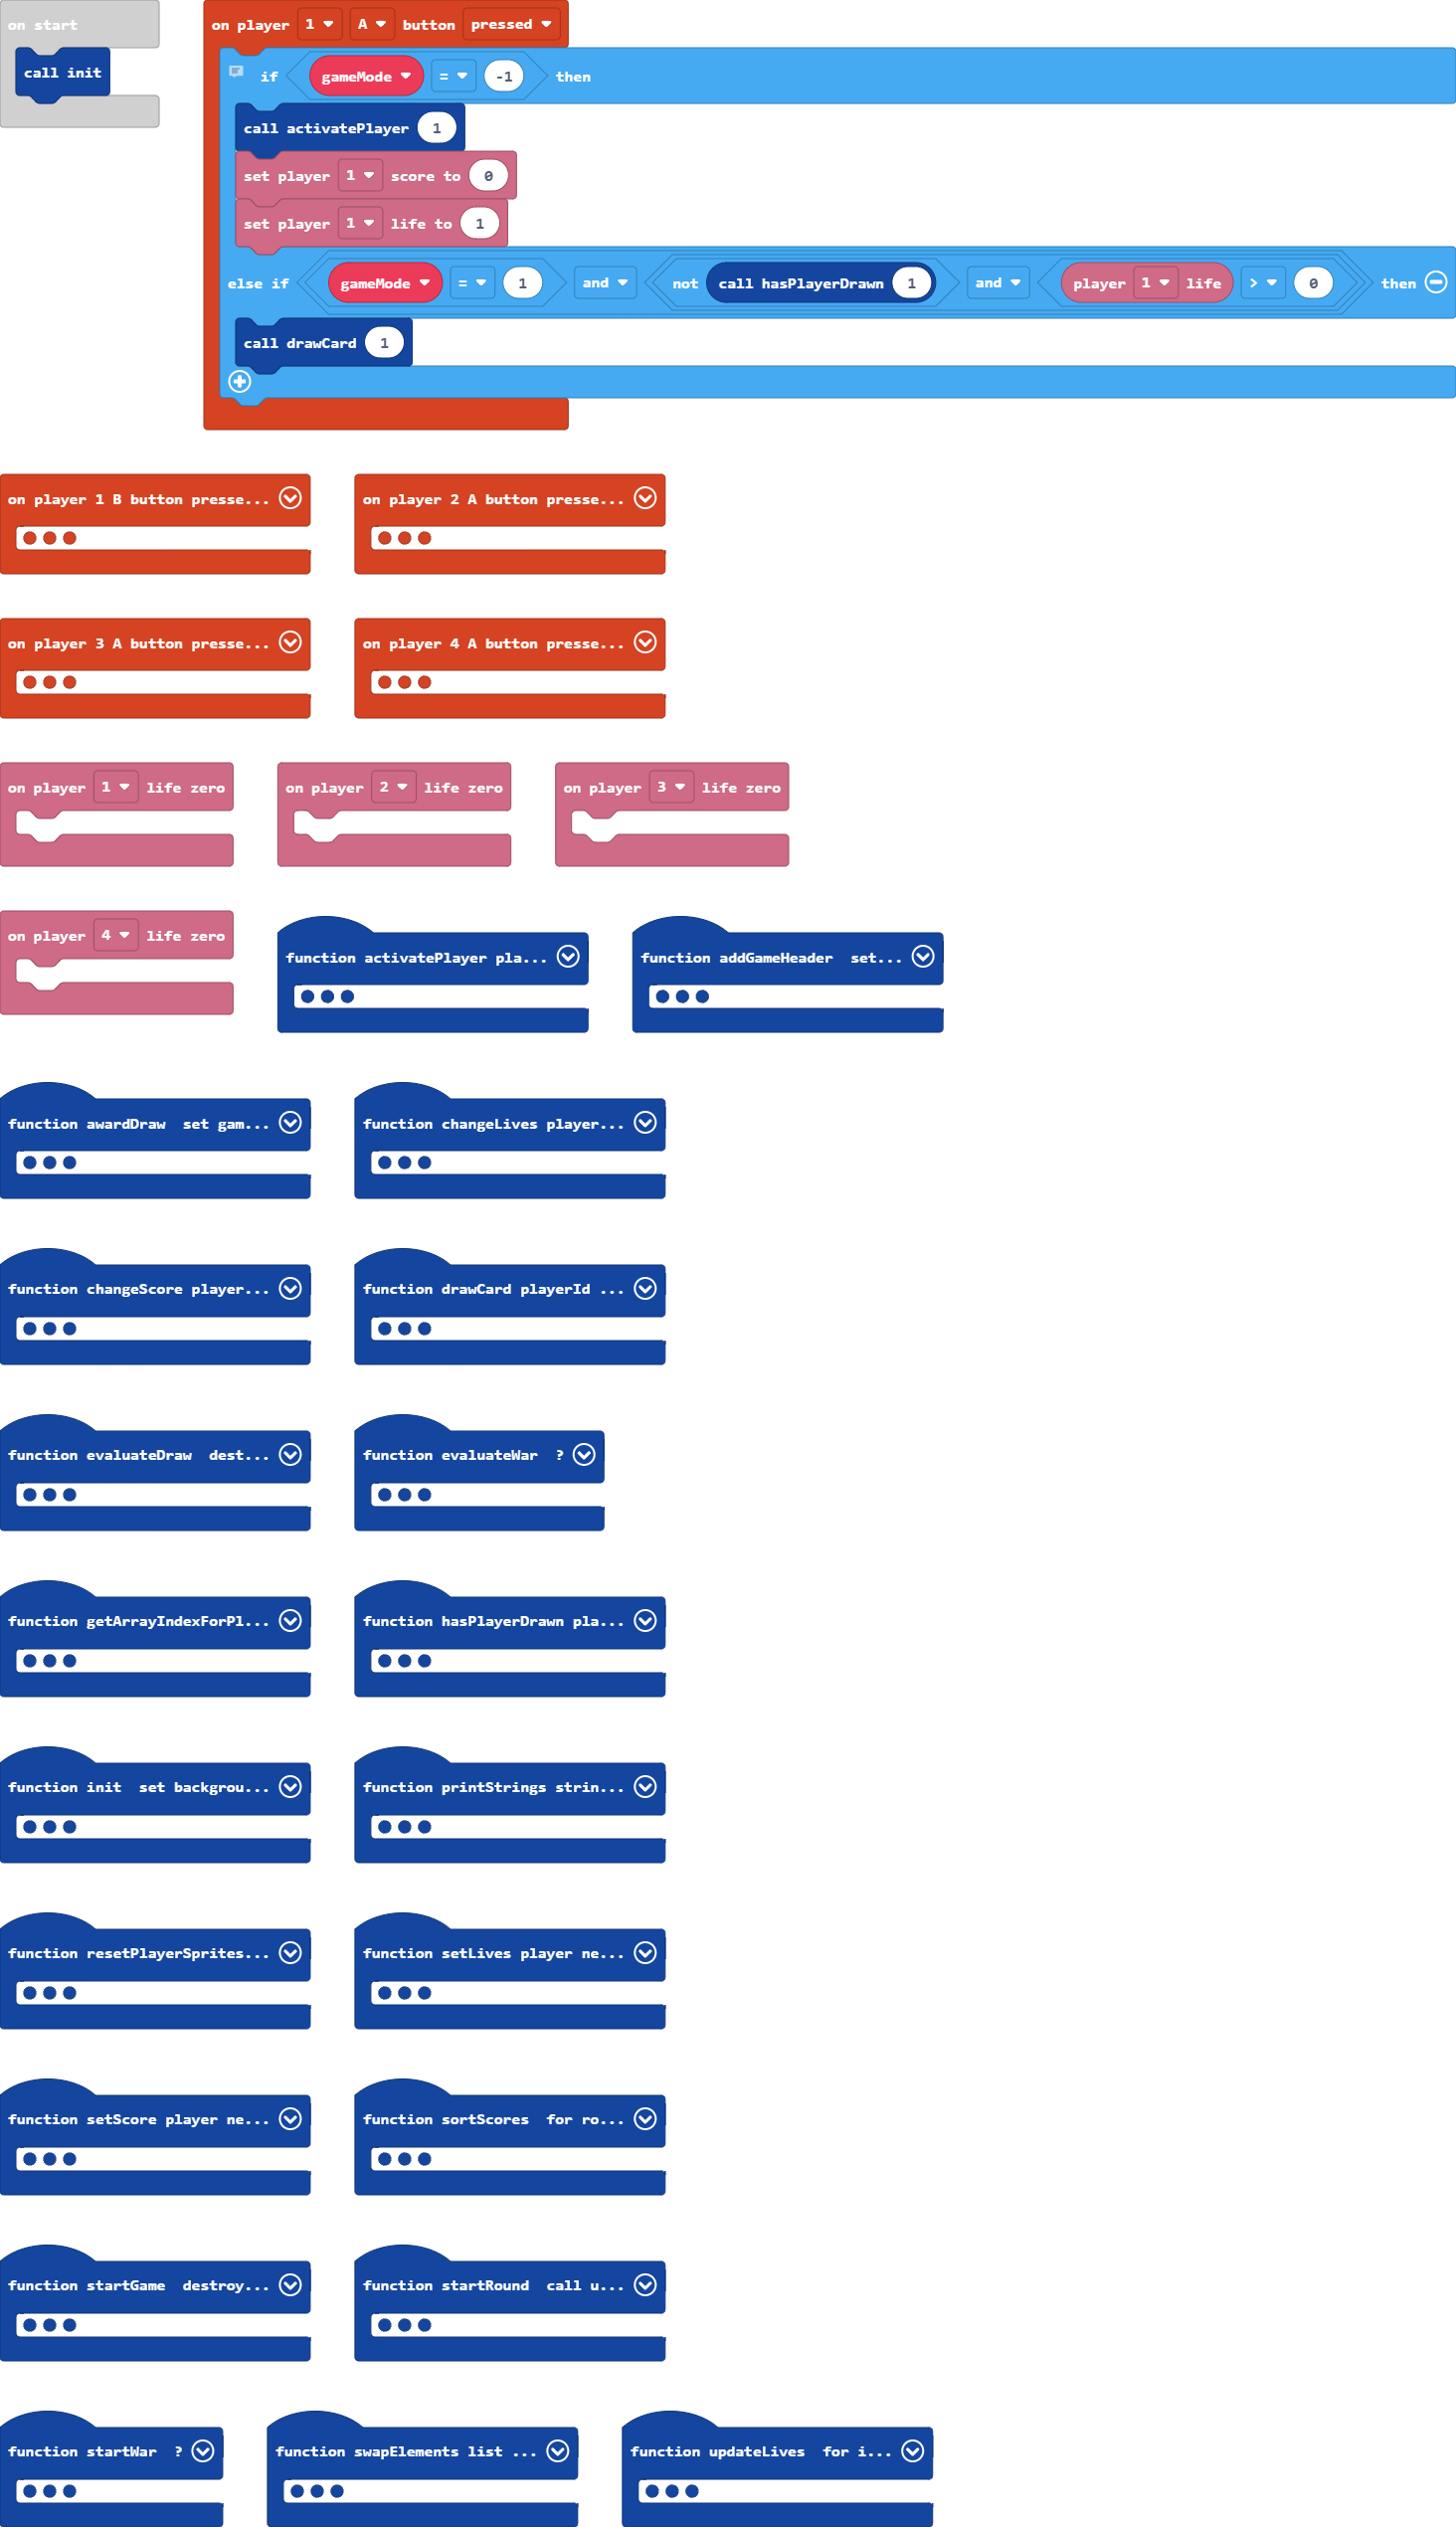 on start
call init
on player 1 A button pressed
if gameMode = -1 then
call activatePlayer 1
set player 1 score to 0
set player 1 life to 1
else if gameMode = 1 and not call hasPlayerDrawn 1 and player 1 life > 0 then
call drawCard 1
on player 1 B button presse...
on player 2 A button presse...
on player 3 A button presse...
on player 4 A button presse...
on player 1 life zero
on player 2 life zero
on player 3 life zero
on player 4 life zero
function activatePlayer pla...
function addGameHeader set...
function awardDraw set gam...
function changeLives player...
function changeScore player...
function drawCard playerId ...
function evaluateDraw dest...
function evaluateWar ?
function getArrayIndexForPl...
function hasPlayerDrawn pla...
function init set backgrou...
function printStrings strin...
function resetPlayerSprites...
function setLives player ne...
function setScore player ne...
function sortScores for ro...
function startGame destroy...
function startRound call u...
function startWar ?
function swapElements list ...
function updateLives for i...